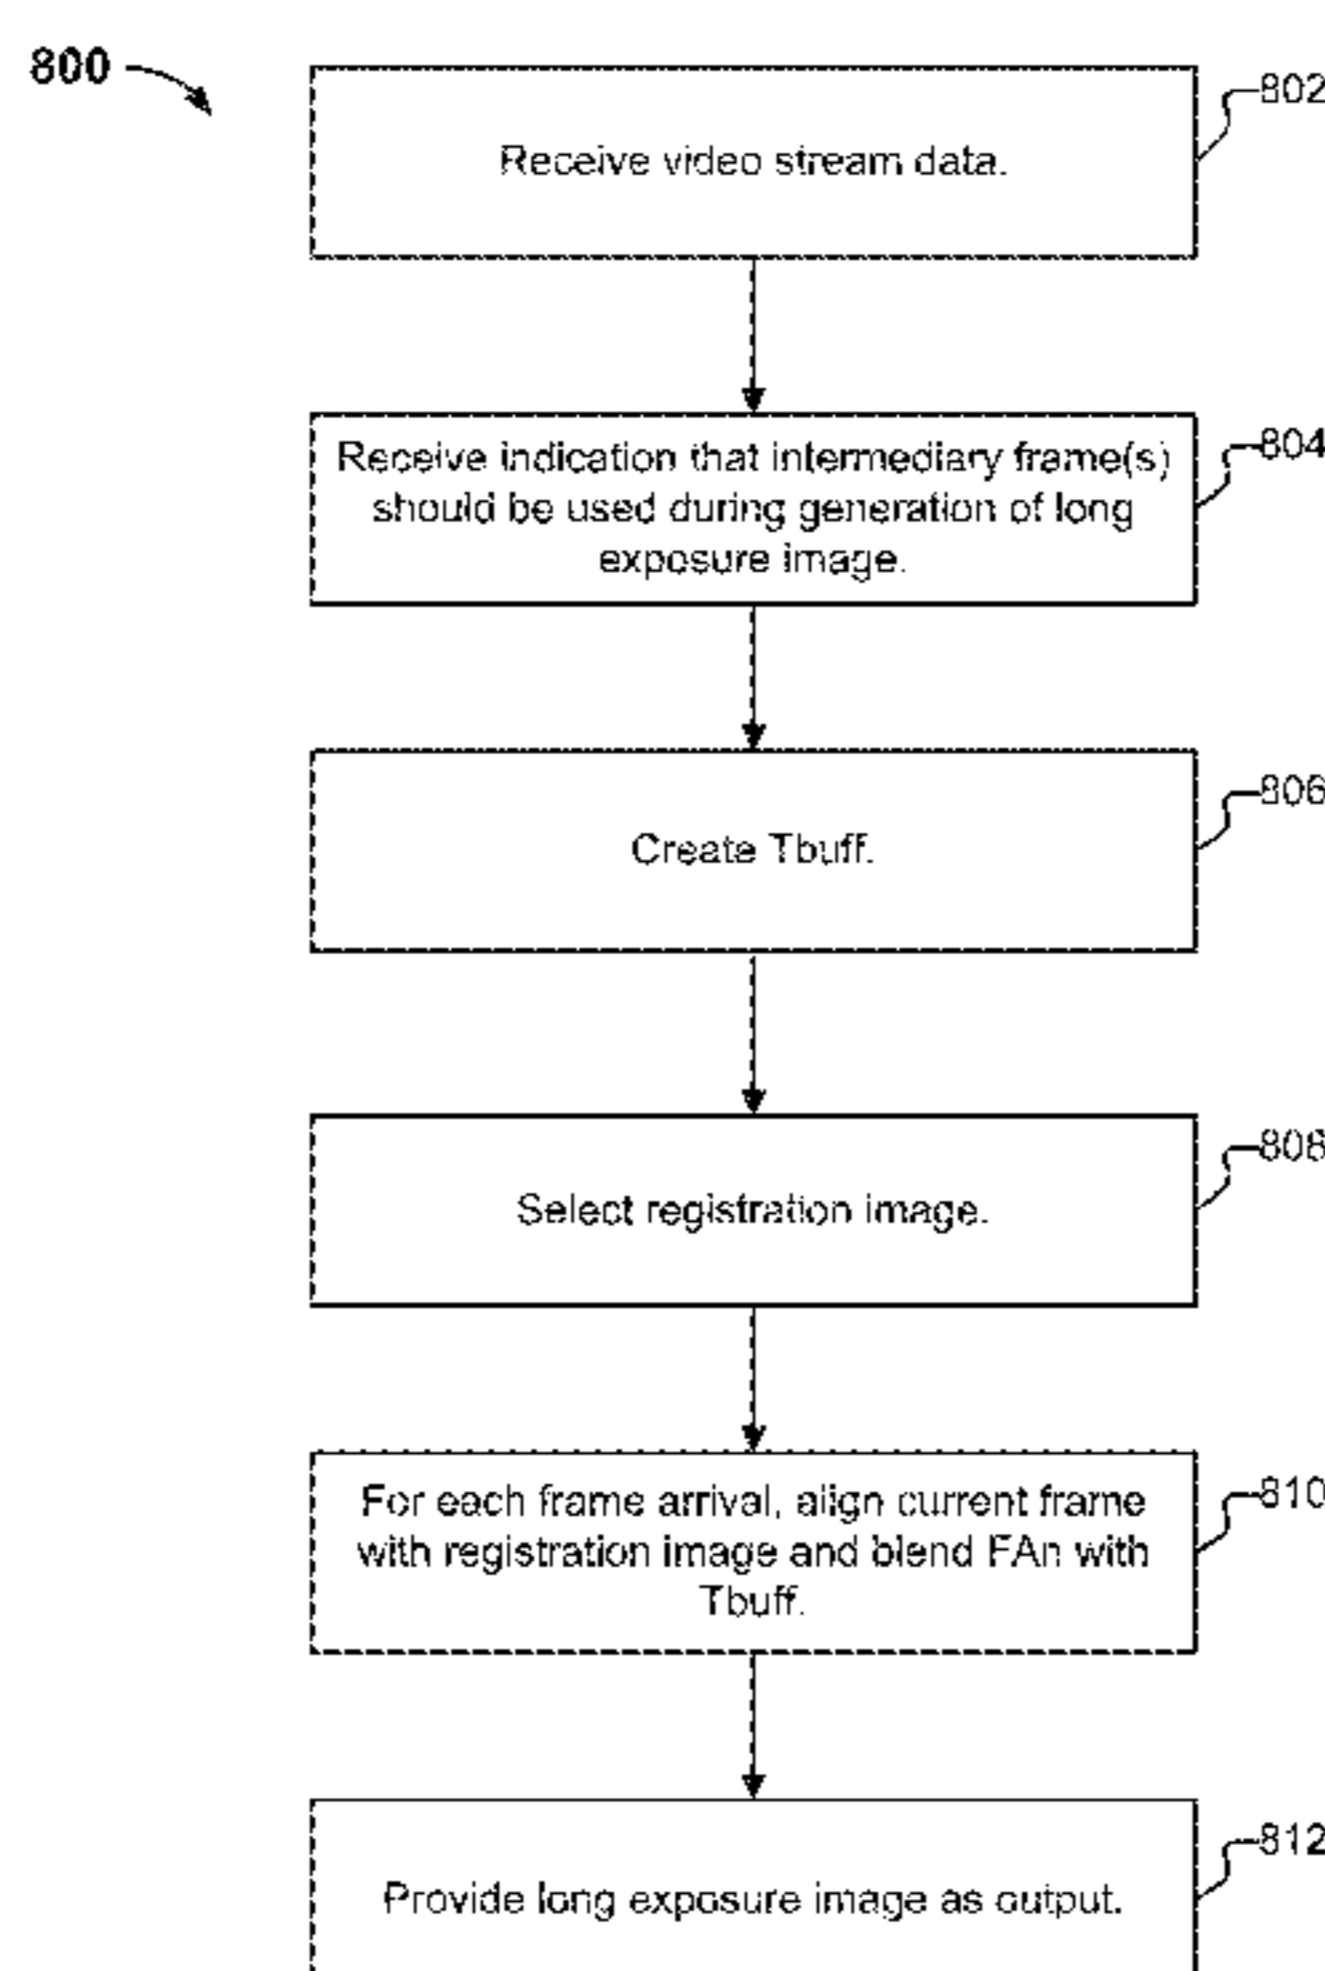 800
802
Receive video stream data.
804
Receive indication that intermediary frame(s)
should be used during generation of long
exposure image.
806
Create Tbuff.
808
Select registration image.
810
For each frame arrival, align current frame
with registration image and blend FAn with
Tbuff.
812
Provide long exposure image as output.